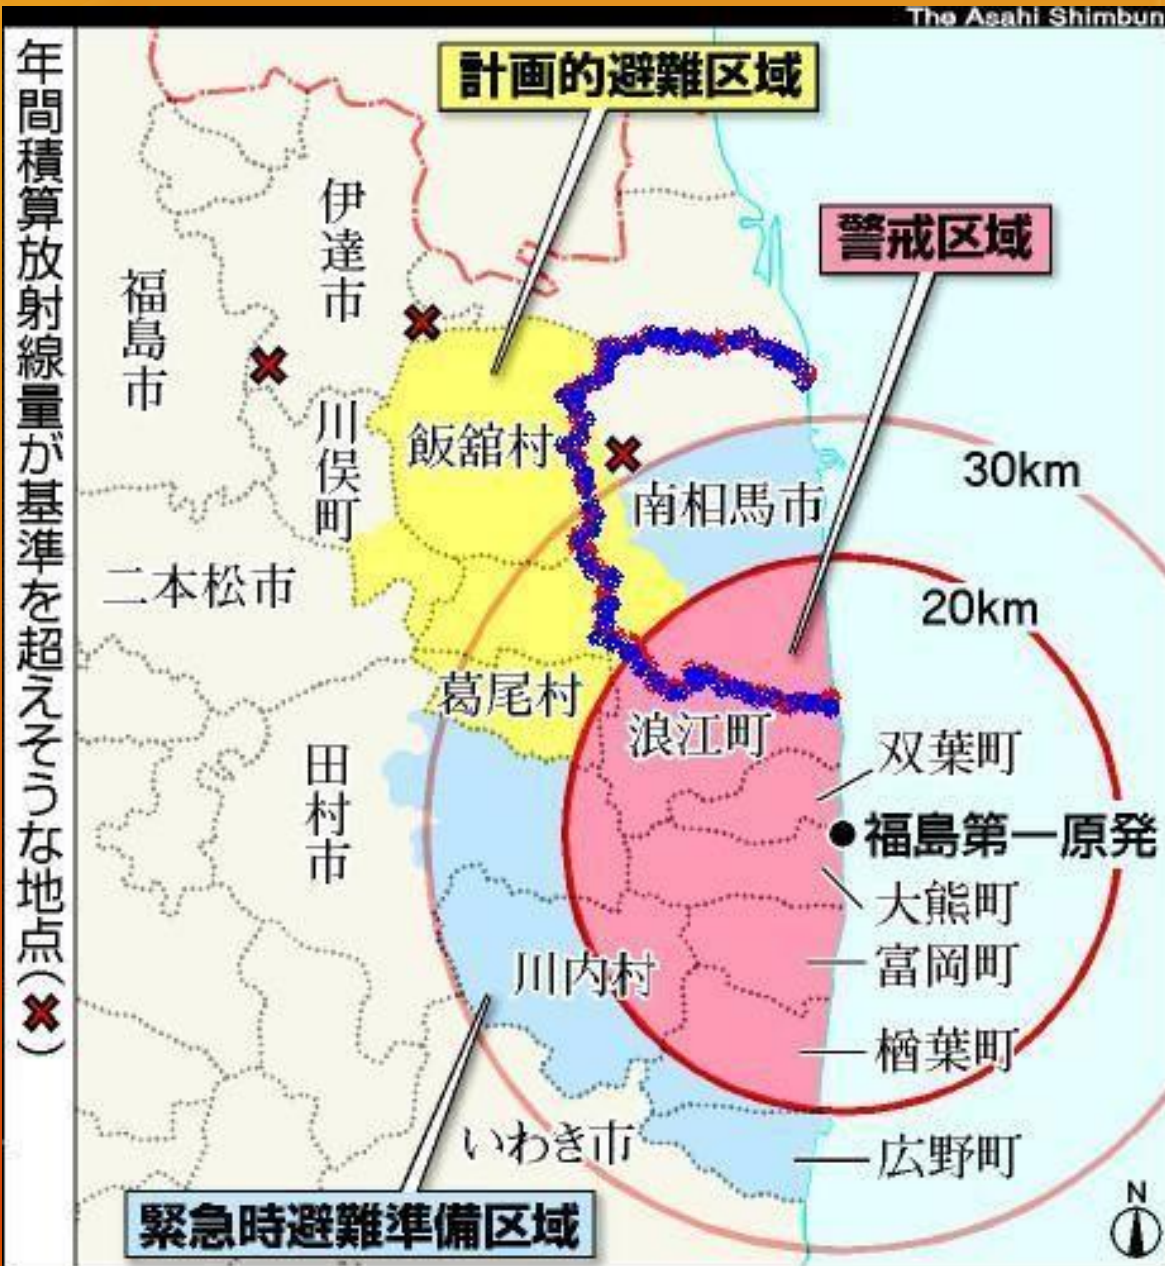 The Asahi Shimbun
年間積算放射線量が基準を超えそうな地点(✖)
計画的避難区域
警戒区域
伊達市
福島市
川俣町
飯舘村
30km
南相馬市
二本松市
20km
葛尾村
浪江町
双葉町
田村市
福島第一原発
大熊町
川内村
富岡町
楢葉町
いわき市
広野町
緊急時避難準備区域
N